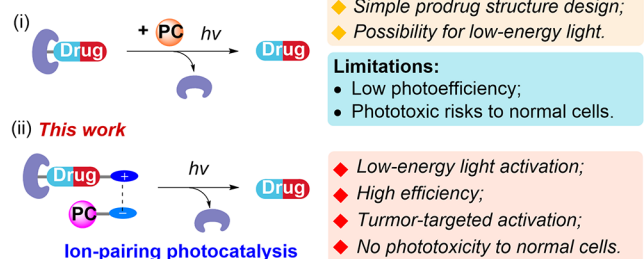 ◆ Simple prodrug structure design;
◆ Possibility for low-energy light.
(i)
+ PC
hν
Drug
Drug
Limitations:
• Low photoefficiency;
• Phototoxic risks to normal cells.
(ii) This work
Drug +
hν
Drug
PC −
Ion-pairing photocatalysis
◆ Low-energy light activation;
◆ High efficiency;
◆ Turmor-targeted activation;
◆ No phototoxicity to normal cells.